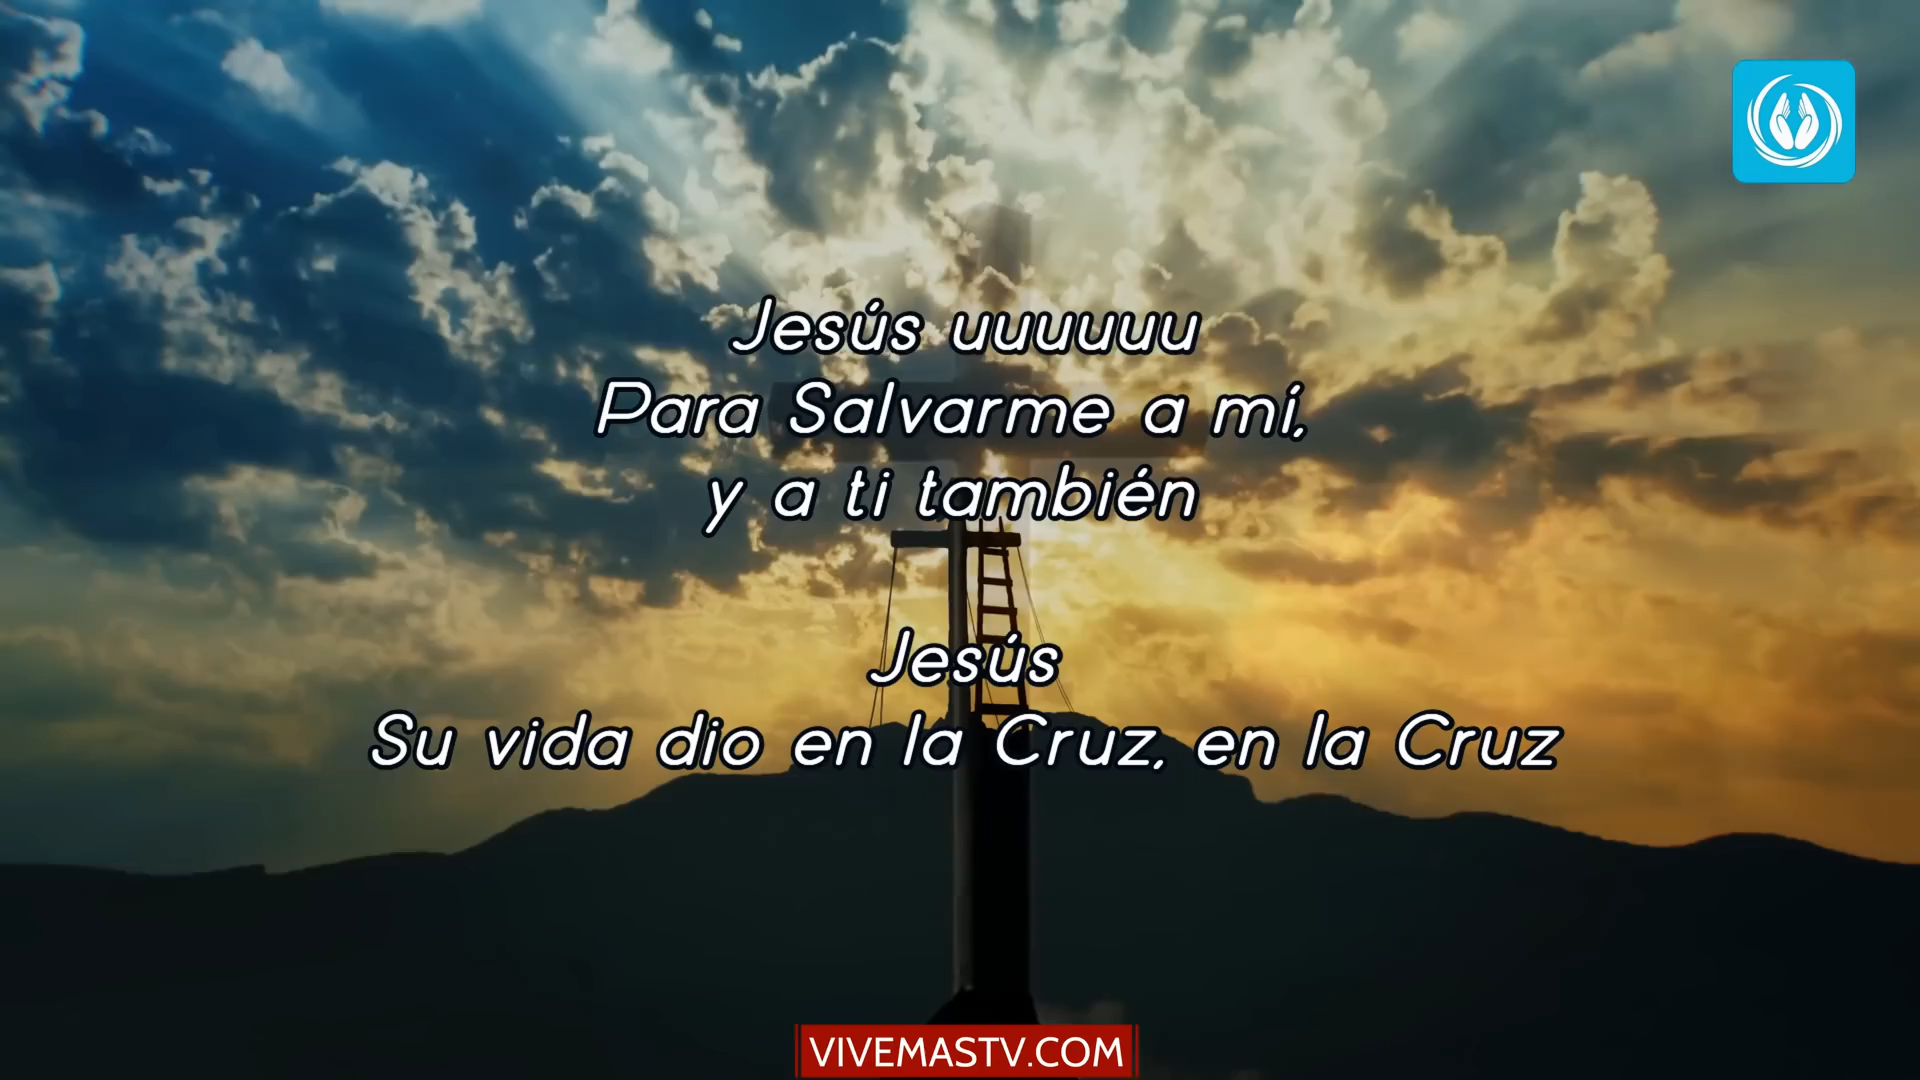 Jesús uuuuuu
Para Salvarme a mí,
y a ti también
Jesús
Su vida dio en la Cruz, en la Cruz
VIVEMASTV.COM